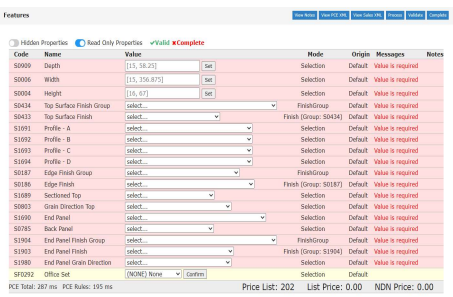 Features
View Notes View PCE XML View Sales XML Process Validate Complete
Hidden Properties Read Only Properties ✓Valid ✖Complete
Code Name Value Mode Origin Messages Notes
S0909 Depth [15, 58.25] Set Selection Default Value is required
S0006 Width [15, 356.875] Set Selection Default Value is required
S0004 Height [16, 67] Set Selection Default Value is required
S0434 Top Surface Finish Group select... FinishGroup Default Value is required
S0433 Top Surface Finish select... Finish (Group: S0434) Default Value is required
S1691 Profile - A select... Selection Default Value is required
S1692 Profile - B select... Selection Default Value is required
S1693 Profile - C select... Selection Default Value is required
S1694 Profile - D select... Selection Default Value is required
S0187 Edge Finish Group select... FinishGroup Default Value is required
S0186 Edge Finish select... Finish (Group: S0187) Default Value is required
S1689 Sectioned Top select... Selection Default Value is required
S0803 Grain Direction Top select... Selection Default Value is required
S1690 End Panel select... Selection Default Value is required
S0785 Back Panel select... Selection Default Value is required
S1904 End Panel Finish Group select... FinishGroup Default Value is required
S1903 End Panel Finish select... Finish (Group: S1904) Default Value is required
S1980 End Panel Grain Direction select... Selection Default Value is required
SF0292 Office Set (NONE) None Confirm Selection Default
PCE Total: 287 ms PCE Rules: 195 ms Price List: 202 List Price: 0.00 NDN Price: 0.00